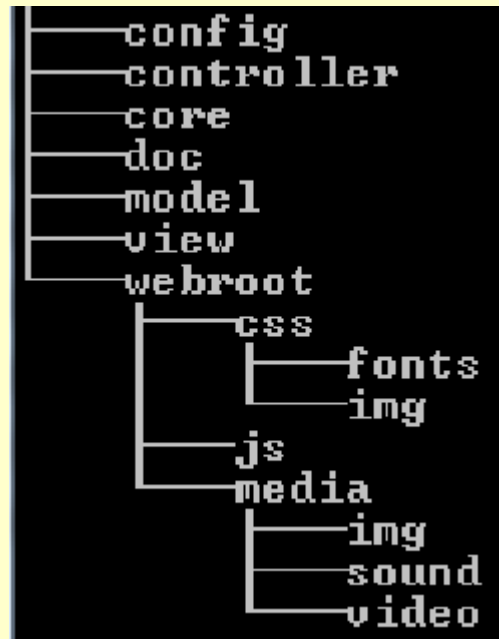 config
controller
core
doc
model
view
webroot
css
fonts
img
js
media
img
sound
video